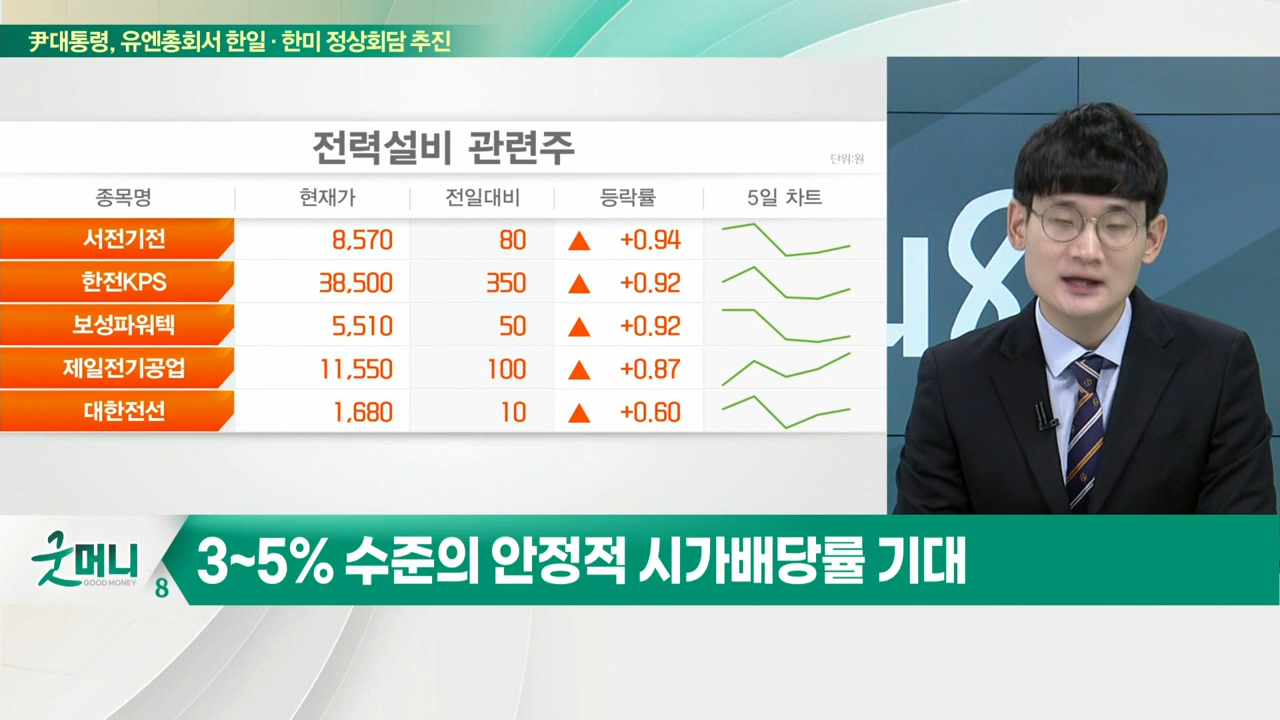 尹대통령, 유엔총회서 한일·한미 정상회담 추진
전력설비 관련주
단위:원
종목명 현재가 전일대비 등락률 5일 차트
서전기전 8,570 80 ▲ +0.94
한전KPS 38,500 350 ▲ +0.92
보성파워텍 5,510 50 ▲ +0.92
제일전기공업 11,550 100 ▲ +0.87
대한전선 1,680 10 ▲ +0.60
굿머니
GOOD MONEY
8
3~5% 수준의 안정적 시가배당률 기대